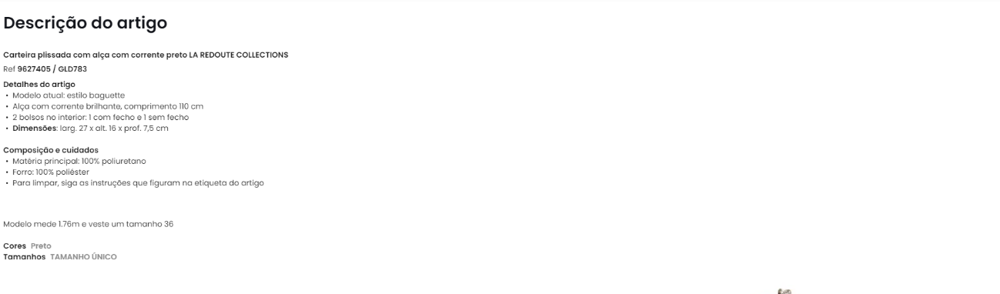 Descrição do artigo
Carteira plissada com alça com corrente preto LA REDOUTE COLLECTIONS
Ref 9627405 / GLD783
Detalhes do artigo
• Modelo atual: estilo baguette
• Alça com corrente brilhante, comprimento 110 cm
• 2 bolsos no interior: 1 com fecho e 1 sem fecho
• Dimensões: larg. 27 x alt. 16 x prof. 7,5 cm
Composição e cuidados
• Matéria principal: 100% poliuretano
• Forro: 100% poliéster
• Para limpar, siga as instruções que figuram na etiqueta do artigo
Modelo mede 1.76m e veste um tamanho 36
Cores Preto
Tamanhos TAMANHO ÚNICO